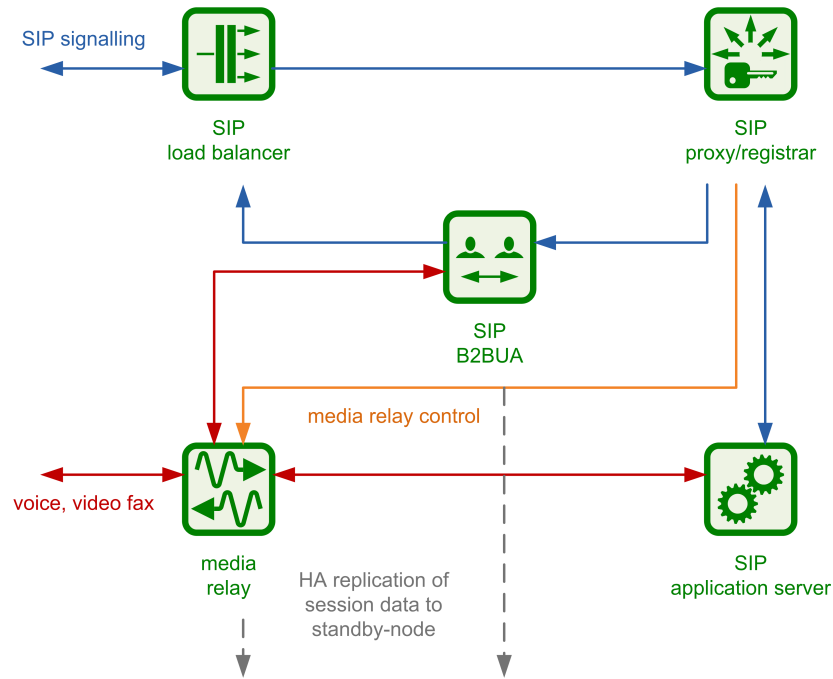 SIP signalling
SIP
load balancer
SIP
proxy/registrar
SIP
B2BUA
media relay control
voice, video fax
media
relay
HA replication of
session data to
standby-node
SIP
application server